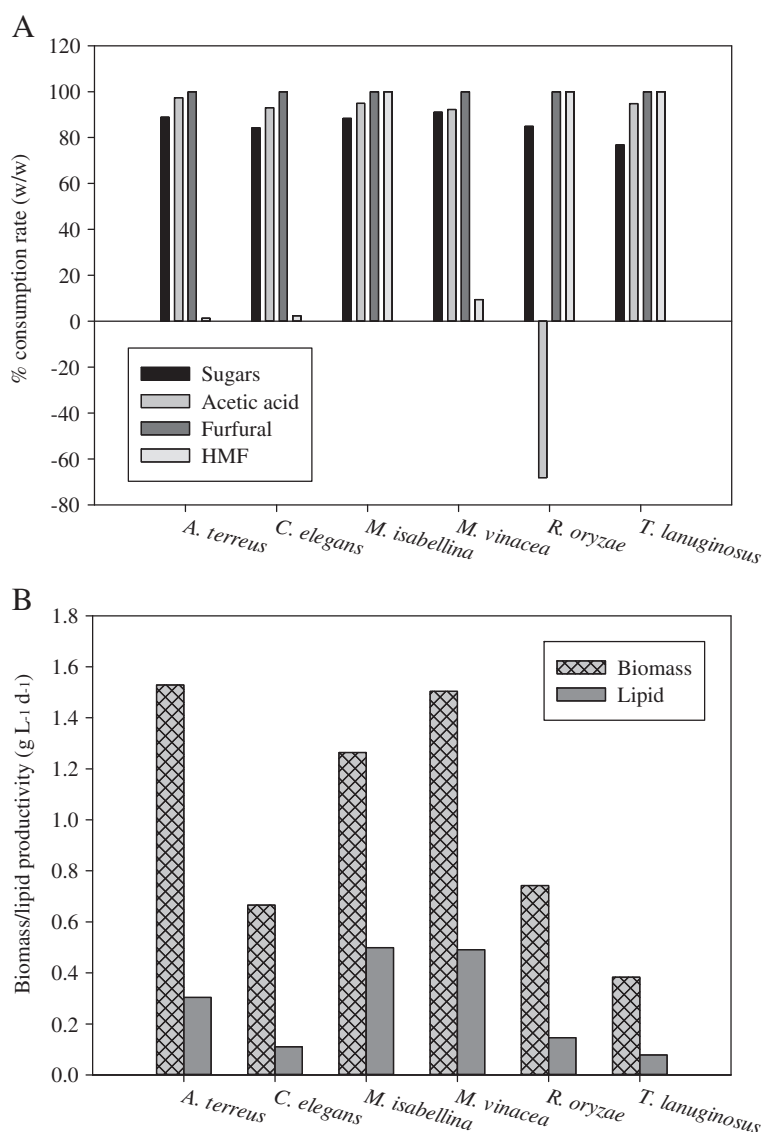 A
120
100
80
60
40
20
0
-20
-40
-60
-80
% consumption rate (w/w)
Sugars
Acetic acid
Furfural
HMF
A. terreus
C. elegans
M. isabellina
M. vinacea
R. oryzae
T. lanuginosus
B
1.8
1.6
1.4
1.2
1.0
0.8
0.6
0.4
0.2
0.0
Biomass/lipid productivity (g L-1 d-1)
Biomass
Lipid
A. terreus
C. elegans
M. isabellina
M. vinacea
R. oryzae
T. lanuginosus